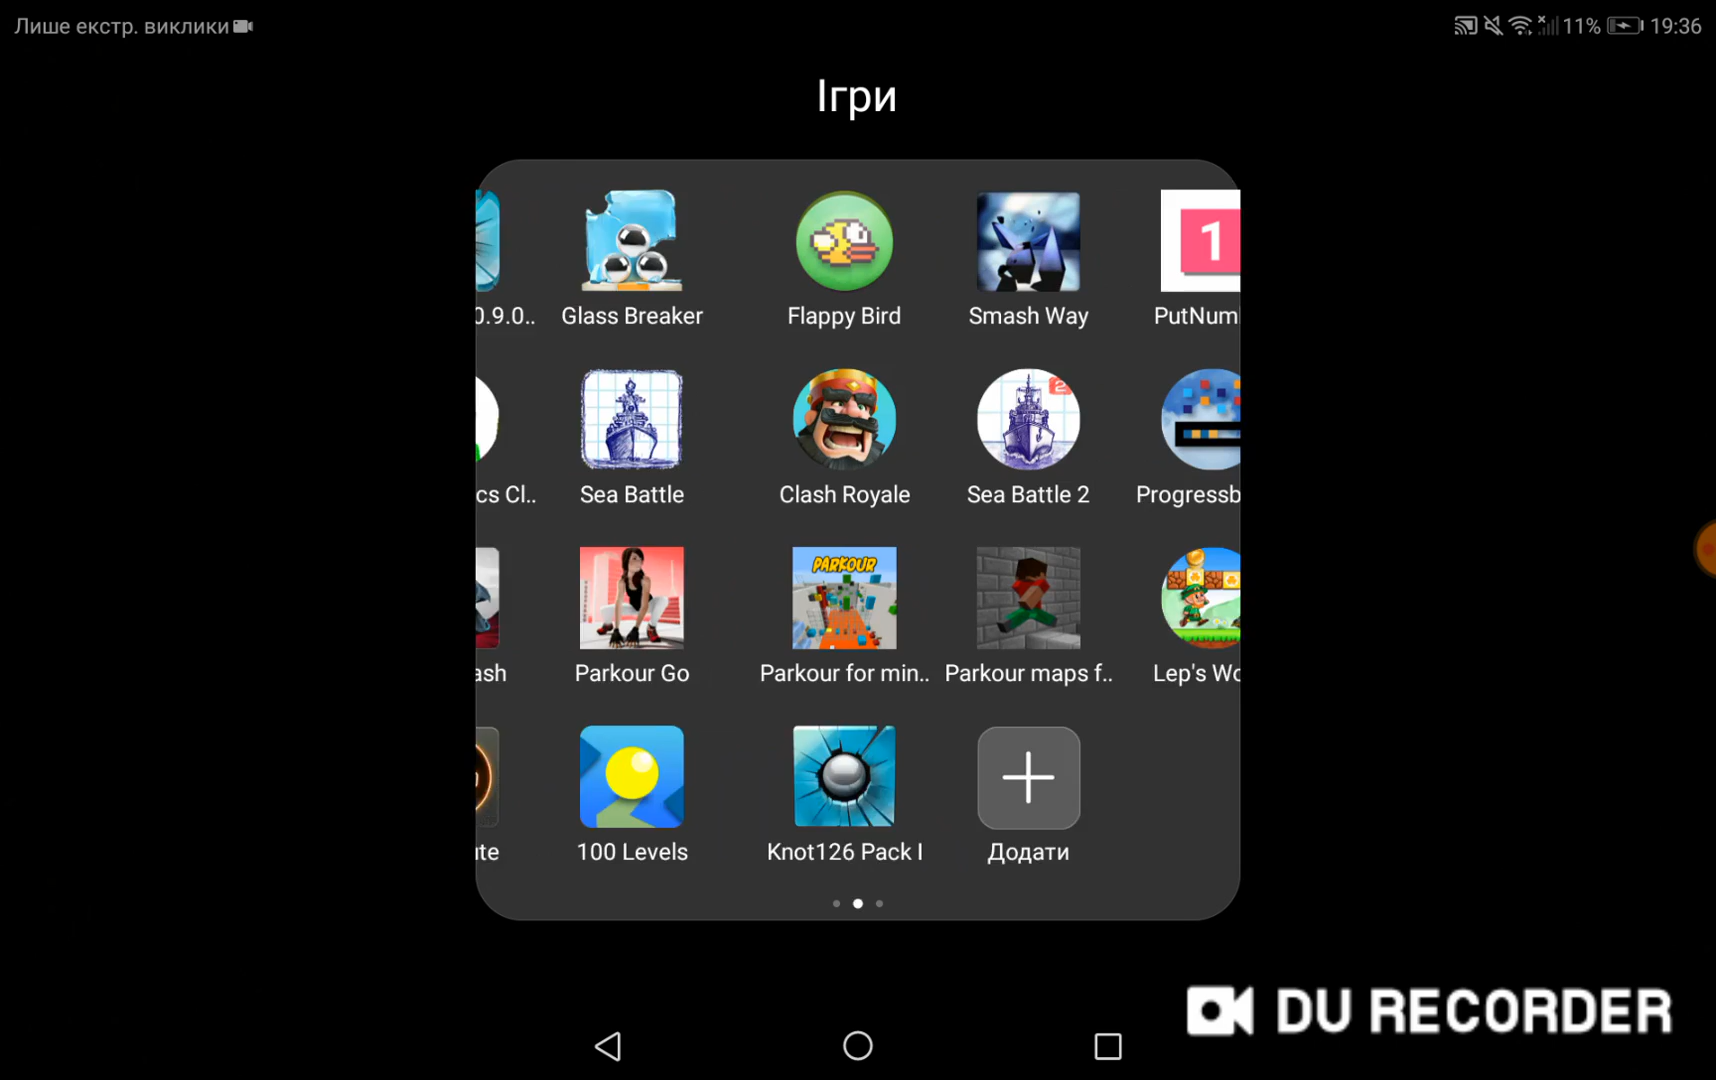 Лише екстр. виклики
11% 19:36
Ігри
1
0.9.0.. Glass Breaker Flappy Bird Smash Way PutNum
2
cs Cl.. Sea Battle Clash Royale Sea Battle 2 Progressb
PARKOUR
ash Parkour Go Parkour for min.. Parkour maps f.. Lep's Wo
ute 100 Levels Knot126 Pack I Додати
DU RECORDER